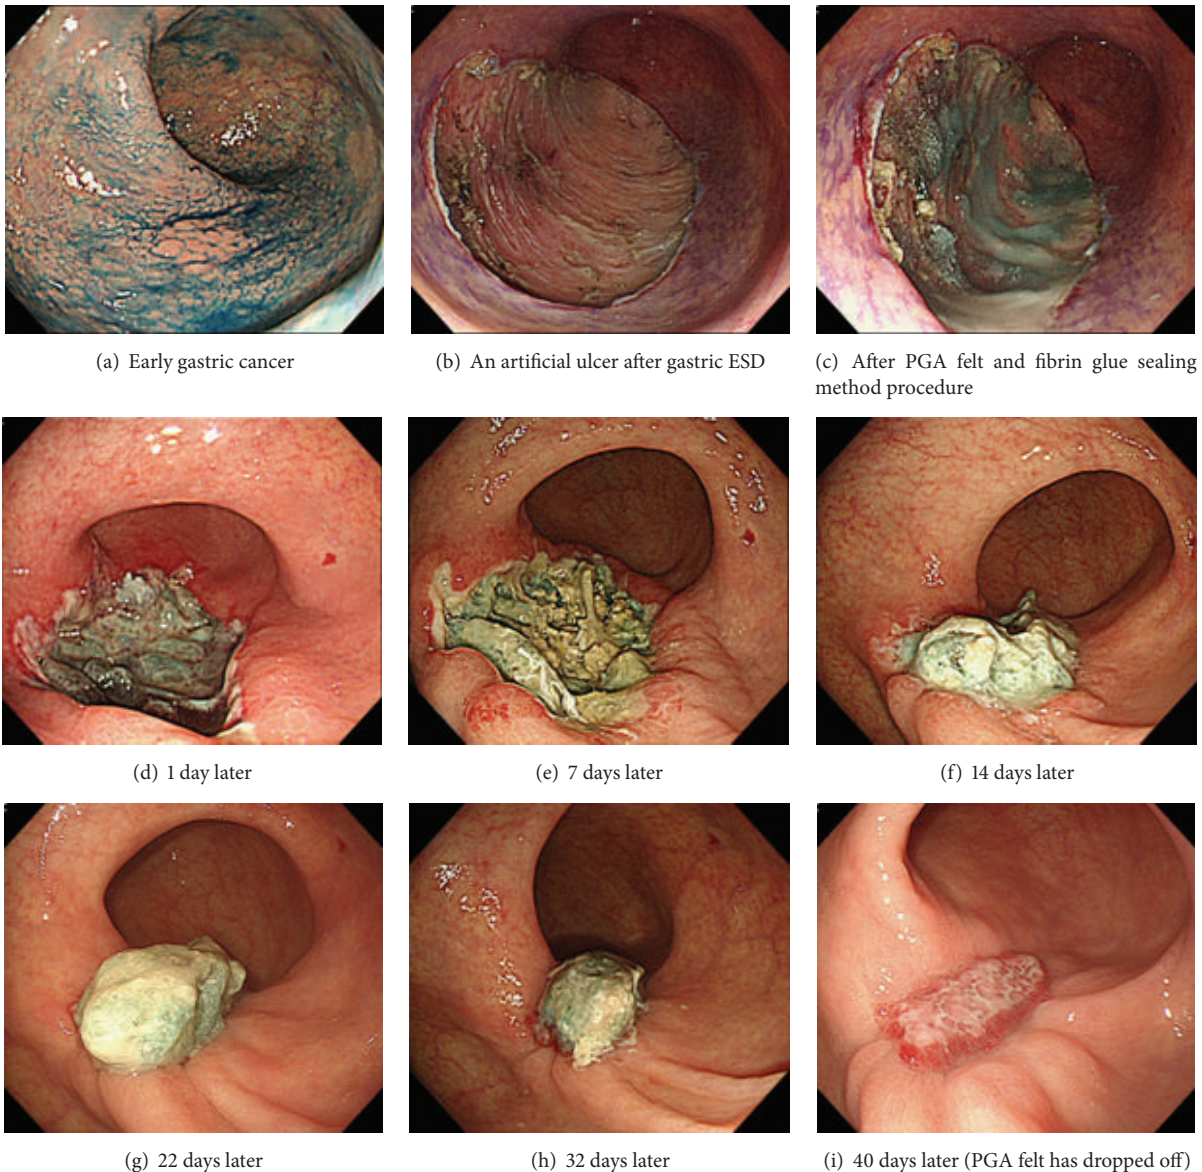 (a) Early gastric cancer
(b) An artificial ulcer after gastric ESD
(c) After PGA felt and fibrin glue sealing
method procedure
(d) 1 day later
(e) 7 days later
(f) 14 days later
(g) 22 days later
(h) 32 days later
(i) 40 days later (PGA felt has dropped off)